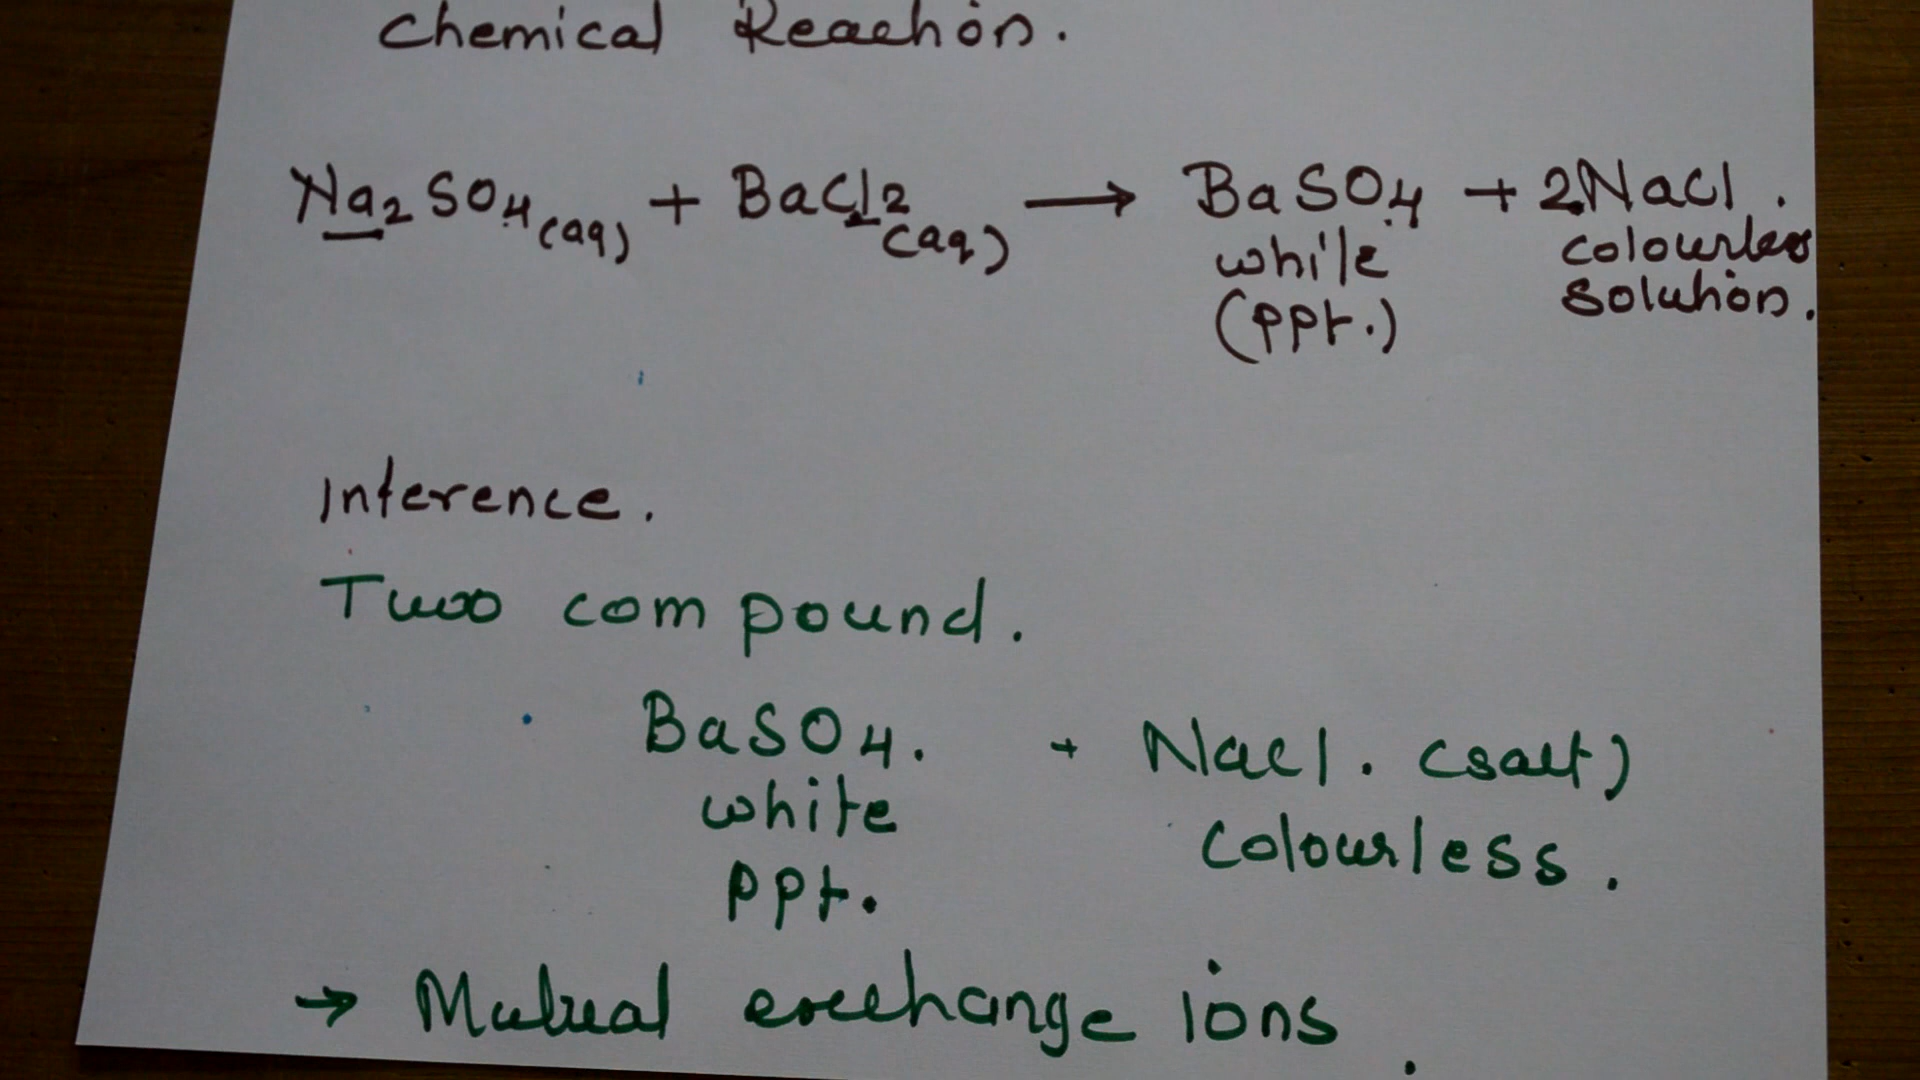 Chemical Reaction.
Na2SO4(aq) + BaCl2(aq) → BaSO4 + 2NaCl.
white colourless
(ppt.) solution.
Inference.
Two compound.
BaSO4. + NaCl. (salt)
white colourless.
ppt.
→ Mutual exchange ions.